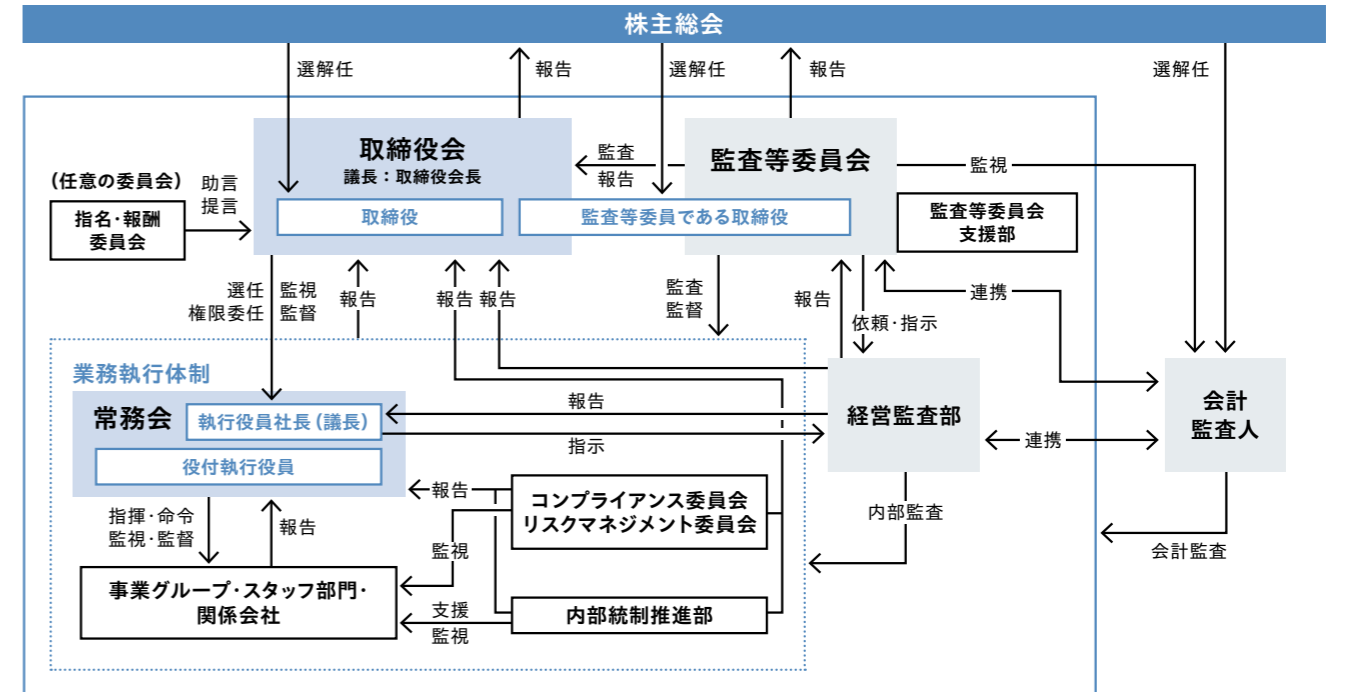 株主総会
選解任
報告
選解任
報告
選解任
取締役会
議長：取締役会長
取締役
監査
報告
監査等委員会
監査等委員である取締役
監視
監査等委員会
支援部
(任意の委員会)
助言
提言
指名・報酬
委員会
選任
権限委任
監視
監督
報告
報告
報告
監査
監督
報告
依頼・指示
連携
業務執行体制
常務会
執行役員社長(議長)
役付執行役員
報告
指示
経営監査部
連携
会計
監査人
指揮・命令
監視・監督
報告
報告
コンプライアンス委員会
リスクマネジメント委員会
監視
内部監査
会計監査
事業グループ・スタッフ部門・
関係会社
支援
監視
内部統制推進部